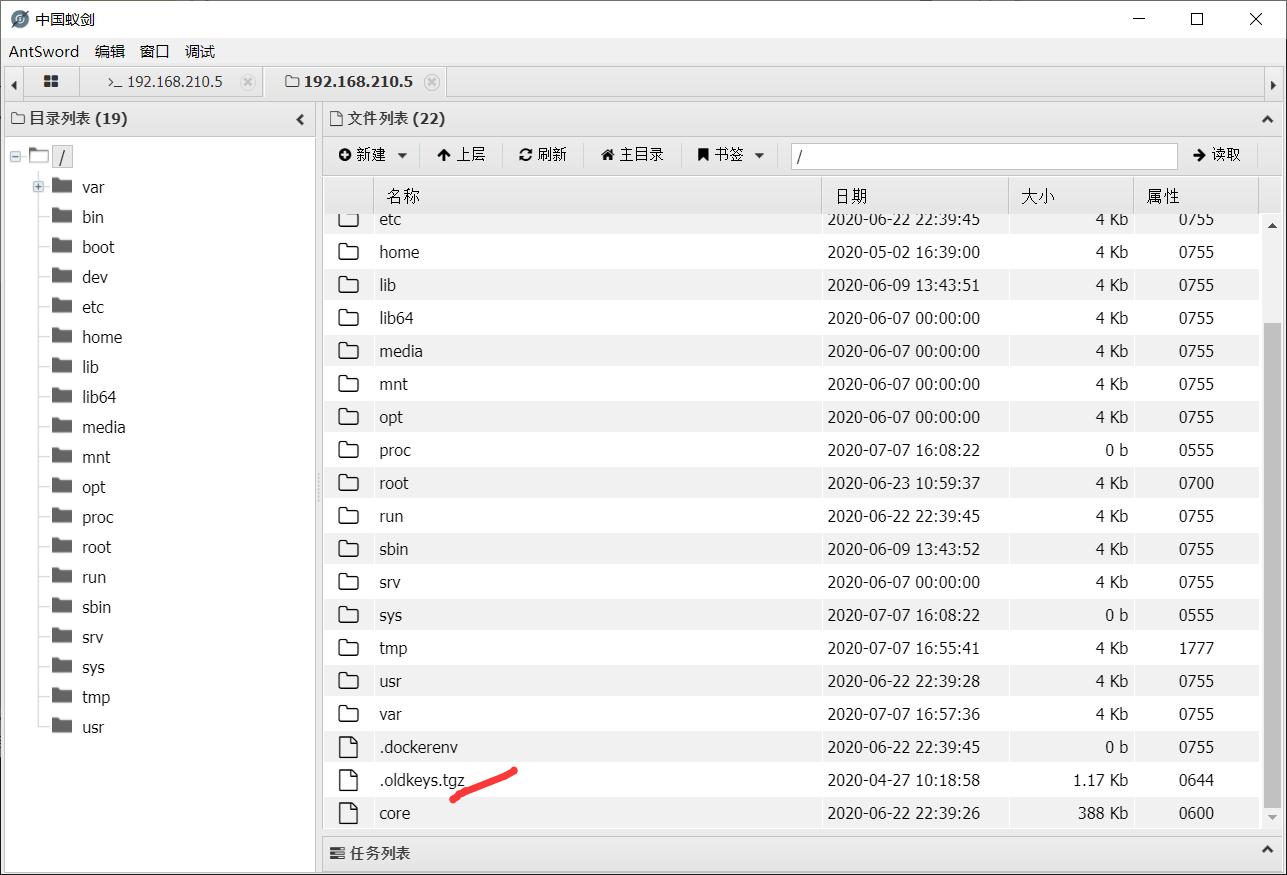 中国蚁剑
AntSword 编辑 窗口 调试
>_ 192.168.210.5 192.168.210.5
目录列表 (19)
/
var
bin
boot
dev
etc
home
lib
lib64
media
mnt
opt
proc
root
run
sbin
srv
sys
tmp
usr
文件列表 (22)
新建 上层 刷新 主目录 书签 / 读取
名称 日期 大小 属性
etc 2020-06-22 22:39:45 4 Kb 0755
home 2020-05-02 16:39:00 4 Kb 0755
lib 2020-06-09 13:43:51 4 Kb 0755
lib64 2020-06-07 00:00:00 4 Kb 0755
media 2020-06-07 00:00:00 4 Kb 0755
mnt 2020-06-07 00:00:00 4 Kb 0755
opt 2020-06-07 00:00:00 4 Kb 0755
proc 2020-07-07 16:08:22 0 b 0555
root 2020-06-23 10:59:37 4 Kb 0700
run 2020-06-22 22:39:45 4 Kb 0755
sbin 2020-06-09 13:43:52 4 Kb 0755
srv 2020-06-07 00:00:00 4 Kb 0755
sys 2020-07-07 16:08:22 0 b 0555
tmp 2020-07-07 16:55:41 4 Kb 1777
usr 2020-06-22 22:39:28 4 Kb 0755
var 2020-07-07 16:57:36 4 Kb 0755
.dockerenv 2020-06-22 22:39:45 0 b 0755
.oldkeys.tgz 2020-04-27 10:18:58 1.17 Kb 0644
core 2020-06-22 22:39:26 388 Kb 0600
任务列表